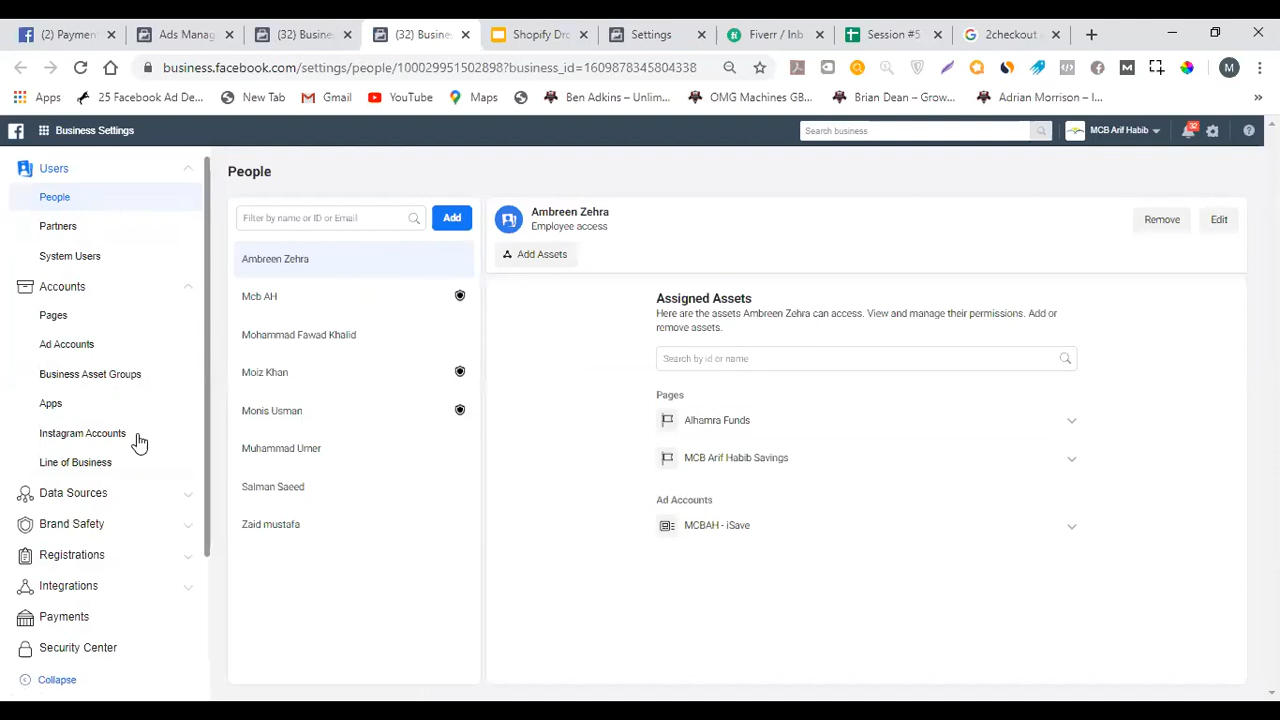 (2) Payment
Ads Manag
(32) Busine
(32) Busine
Shopify Dro
Settings
Fiverr / Inb
Session #5
2checkout a
business.facebook.com/settings/people/100029951502898?business_id=1609878345804338
M
Apps
25 Facebook Ad De...
New Tab
Gmail
YouTube
Maps
Ben Adkins – Unlim...
OMG Machines GB...
Brian Dean – Grow...
Adrian Morrison – I...
»
Business Settings
Search business
MCB Arif Habib
32
Users
People
Partners
System Users
Accounts
Pages
Ad Accounts
Business Asset Groups
Apps
Instagram Accounts
Line of Business
Data Sources
Brand Safety
Registrations
Integrations
Payments
Security Center
Collapse
People
Filter by name or ID or Email
Add
Ambreen Zehra
Mcb AH
Mohammad Fawad Khalid
Moiz Khan
Monis Usman
Muhammad Umer
Salman Saeed
Zaid mustafa
Ambreen Zehra
Employee access
Remove
Edit
Add Assets
Assigned Assets
Here are the assets Ambreen Zehra can access. View and manage their permissions. Add or
remove assets.
Search by id or name
Pages
Alhamra Funds
MCB Arif Habib Savings
Ad Accounts
MCBAH - iSave